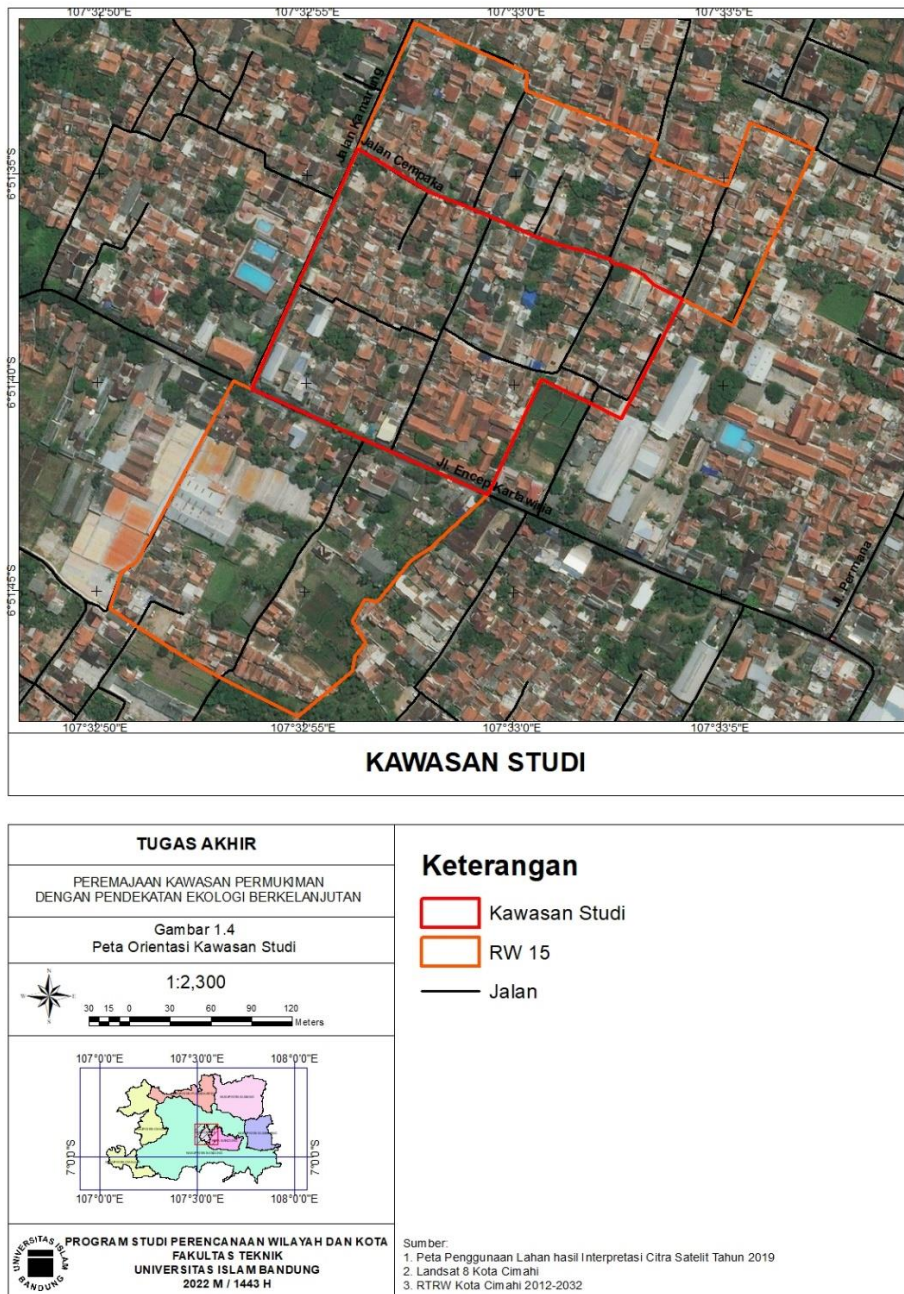 107°32'50"E 107°32'55"E 107°33'0"E 107°33'5"E
6°51'35"S
6°51'40"S
6°51'45"S
Jalan Kamarung
Jalan Cempaka
Jl. Encep Kartawiria
Jl. Permana
107°32'50"E 107°32'55"E 107°33'0"E 107°33'5"E
KAWASAN STUDI
TUGAS AKHIR
PEREMAJAAN KAWASAN PERMUKIMAN
DENGAN PENDEKATAN EKOLOGI BERKELANJUTAN
Gambar 1.4
Peta Orientasi Kawasan Studi
N
W
E
1:2,300
30 15 0 30 60 90 120
Meters
107°0'0"E 107°30'0"E 108°0'0"E
7°0'0"S
7°0'0"S
107°0'0"E 107°30'0"E 108°0'0"E
UNIVERSITAS ISLAM
BANDUNG
PROGRAM STUDI PERENCANAAN WILAYAH DAN KOTA
FAKULTAS TEKNIK
UNIVERSITAS ISLAM BANDUNG
2022 M / 1443 H
Keterangan
Kawasan Studi
RW 15
Jalan
Sumber:
1. Peta Penggunaan Lahan hasil Interpretasi Citra Satelit Tahun 2019
2. Landsat 8 Kota Cimahi
3. RTRW Kota Cimahi 2012-2032